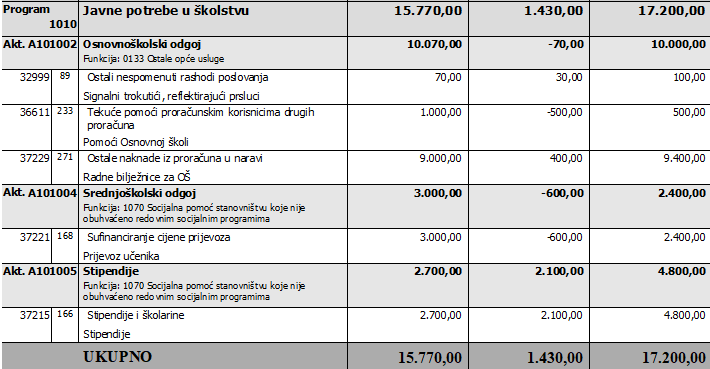 Program 1010 Javne potrebe u školstvu 15.770,00 1.430,00 17.200,00
Akt. A101002 Osnovnoškolski odgoj 10.070,00 -70,00 10.000,00
Funkcija: 0133 Ostale opće usluge
32999 89 Ostali nespomenuti rashodi poslovanja 70,00 30,00 100,00
Signalni trokutići, reflektirajući prsluci
36611 233 Tekuće pomoći proračunskim korisnicima drugih 1.000,00 -500,00 500,00
proračuna
Pomoći Osnovnoj školi
37229 271 Ostale naknade iz proračuna u naravi 9.000,00 400,00 9.400,00
Radne bilježnice za OŠ
Akt. A101004 Srednjoškolski odgoj 3.000,00 -600,00 2.400,00
Funkcija: 1070 Socijalna pomoć stanovništvu koje nije
obuhvaćeno redovnim socijalnim programima
37221 168 Sufinanciranje cijene prijevoza 3.000,00 -600,00 2.400,00
Prijevoz učenika
Akt. A101005 Stipendije 2.700,00 2.100,00 4.800,00
Funkcija: 1070 Socijalna pomoć stanovništvu koje nije
obuhvaćeno redovnim socijalnim programima
37215 166 Stipendije i školarine 2.700,00 2.100,00 4.800,00
Stipendije
UKUPNO 15.770,00 1.430,00 17.200,00